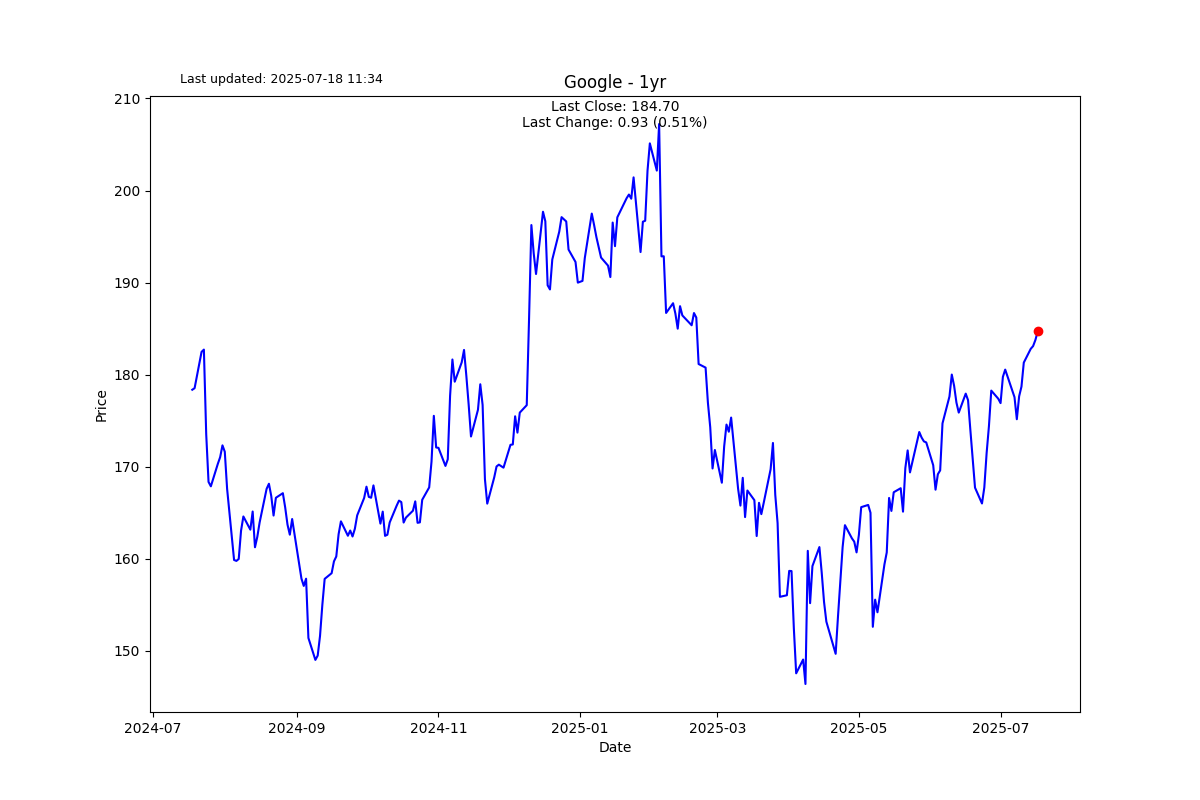 Last updated: 2025-07-18 11:34
Google - 1yr
Last Close: 184.70
Last Change: 0.93 (0.51%)
210
200
190
180
170
160
150
Price
2024-07 2024-09 2024-11 2025-01 2025-03 2025-05 2025-07
Date